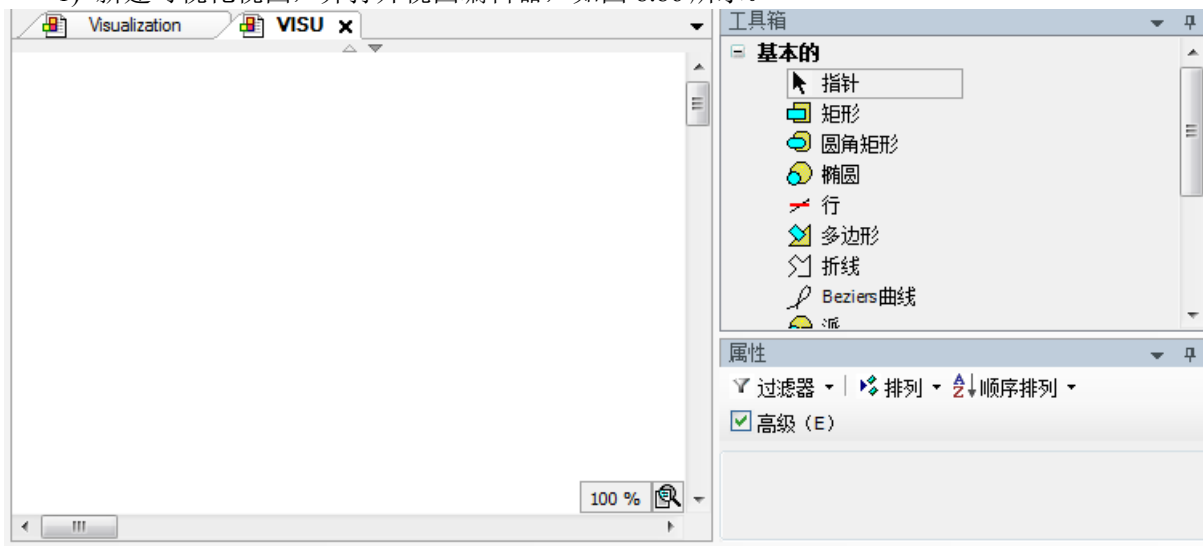 Visualization
VISU
100 %
工具箱
基本的
指针
矩形
圆角矩形
椭圆
行
多边形
折线
Beziers曲线
派
属性
过滤器 排列 顺序排列
高级 (E)